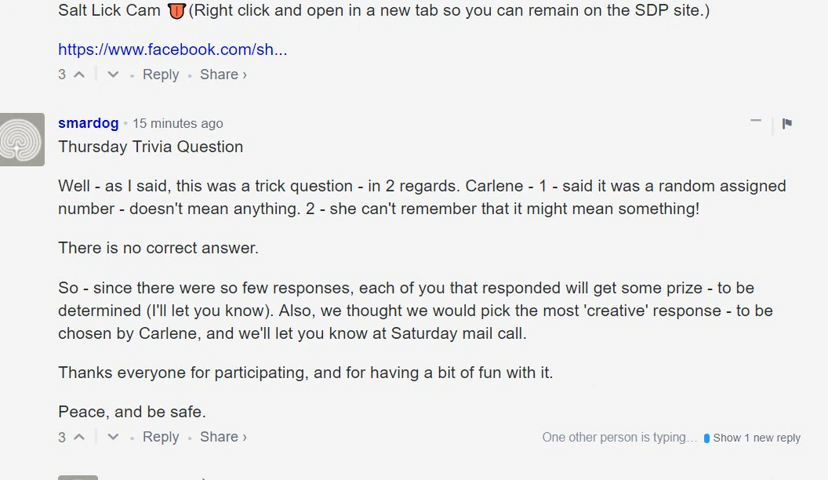 Salt Lick Cam 👅 (Right click and open in a new tab so you can remain on the SDP site.)
https://www.facebook.com/sh...
3 • Reply • Share ›
smardog • 15 minutes ago
Thursday Trivia Question
Well - as I said, this was a trick question - in 2 regards. Carlene - 1 - said it was a random assigned
number - doesn't mean anything. 2 - she can't remember that it might mean something!
There is no correct answer.
So - since there were so few responses, each of you that responded will get some prize - to be
determined (I'll let you know). Also, we thought we would pick the most 'creative' response - to be
chosen by Carlene, and we'll let you know at Saturday mail call.
Thanks everyone for participating, and for having a bit of fun with it.
Peace, and be safe.
3 • Reply • Share › One other person is typing... Show 1 new reply